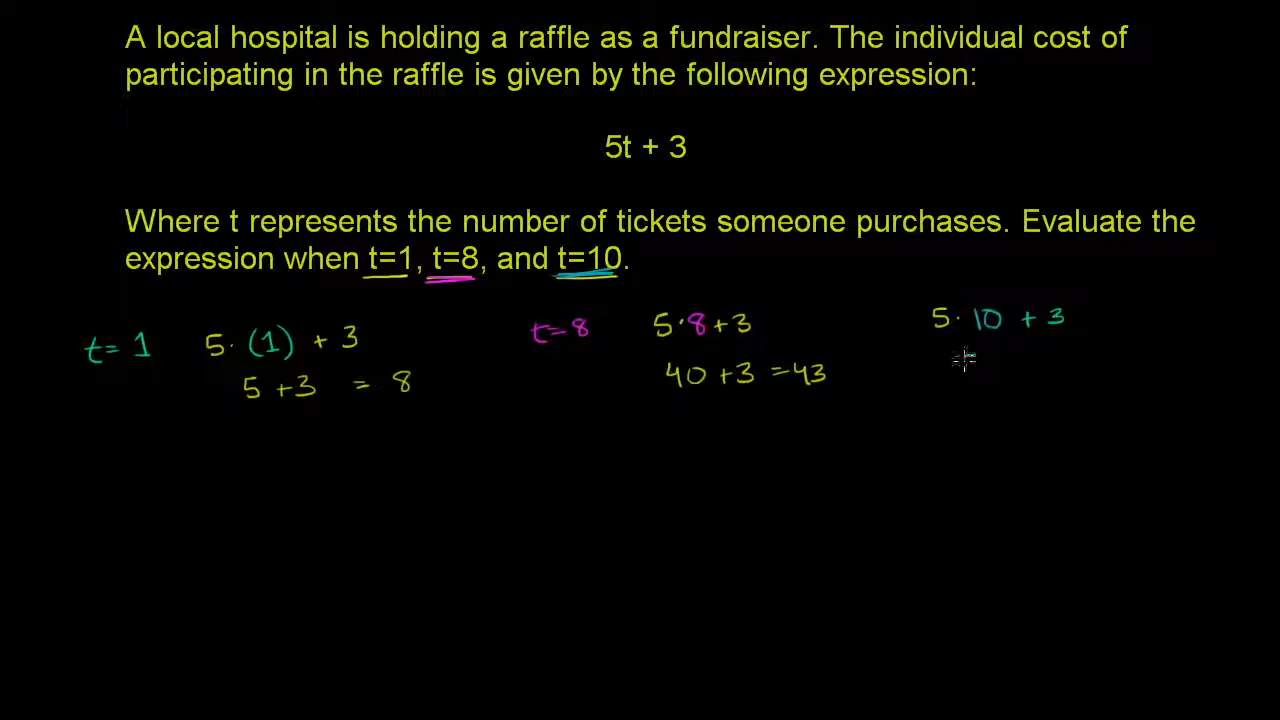 A local hospital is holding a raffle as a fundraiser. The individual cost of
participating in the raffle is given by the following expression:
5t + 3
Where t represents the number of tickets someone purchases. Evaluate the
expression when t=1, t=8, and t=10.
t= 1 5· (1) + 3
5 +3 = 8
t=8 5·8+3
40 +3 =43
5· 10 + 3